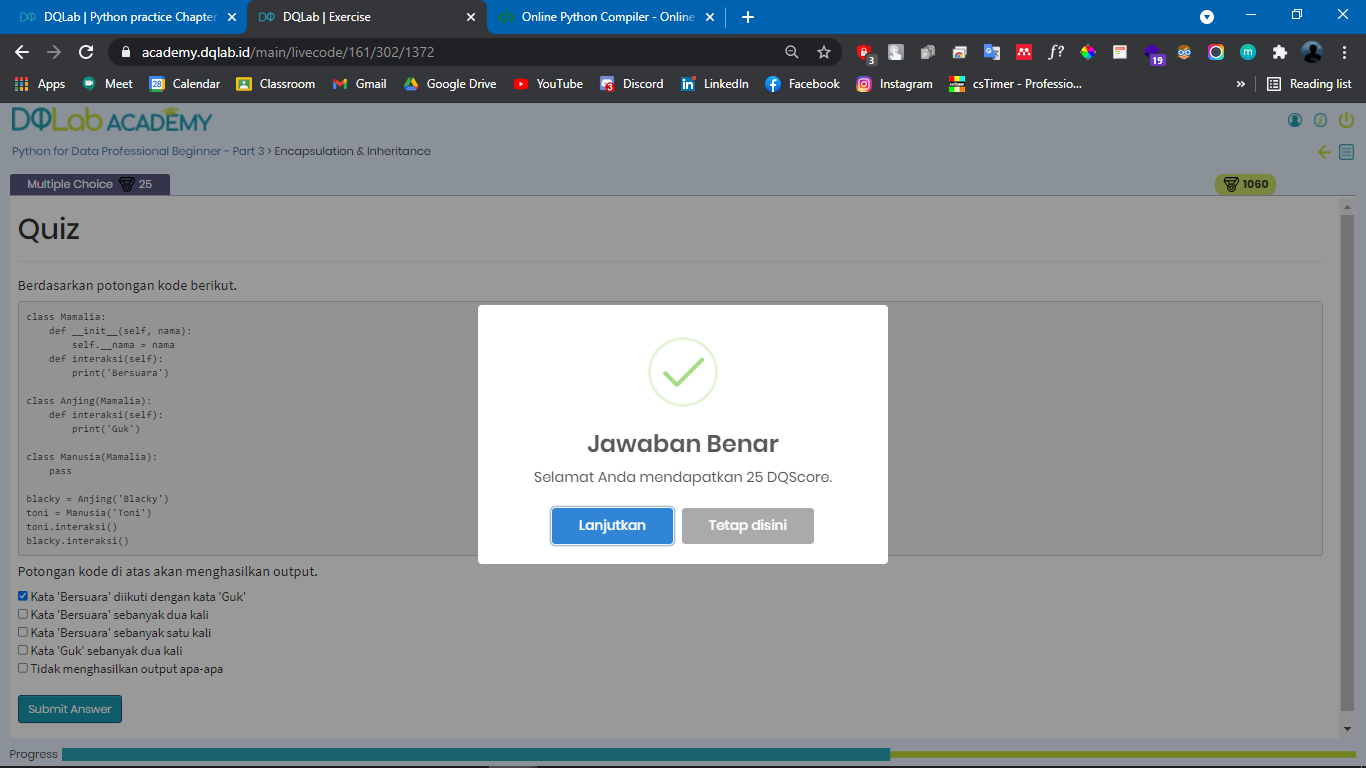 DQLab | Python practice Chapter
DQLab | Exercise
Online Python Compiler - Online
academy.dqlab.id/main/livecode/161/302/1372
3
f?
m
19
Apps
Meet
28
Calendar
Classroom
Gmail
Google Drive
YouTube
3
Discord
LinkedIn
Facebook
Instagram
csTimer - Professio...
»
Reading list
DQLab ACADEMY
Python for Data Professional Beginner - Part 3 > Encapsulation & Inheritance
Multiple Choice 25
1060
Quiz
Berdasarkan potongan kode berikut.
class Mamalia:
    def __init__(self, nama):
        self.__nama = nama
    def interaksi(self):
        print('Bersuara')
class Anjing(Mamalia):
    def interaksi(self):
        print('Guk')
class Manusia(Mamalia):
    pass
blacky = Anjing('Blacky')
toni = Manusia('Toni')
toni.interaksi()
blacky.interaksi()
Jawaban Benar
Selamat Anda mendapatkan 25 DQScore.
Lanjutkan
Tetap disini
Potongan kode di atas akan menghasilkan output.
Kata 'Bersuara' diikuti dengan kata 'Guk'
Kata 'Bersuara' sebanyak dua kali
Kata 'Bersuara' sebanyak satu kali
Kata 'Guk' sebanyak dua kali
Tidak menghasilkan output apa-apa
Submit Answer
Progress